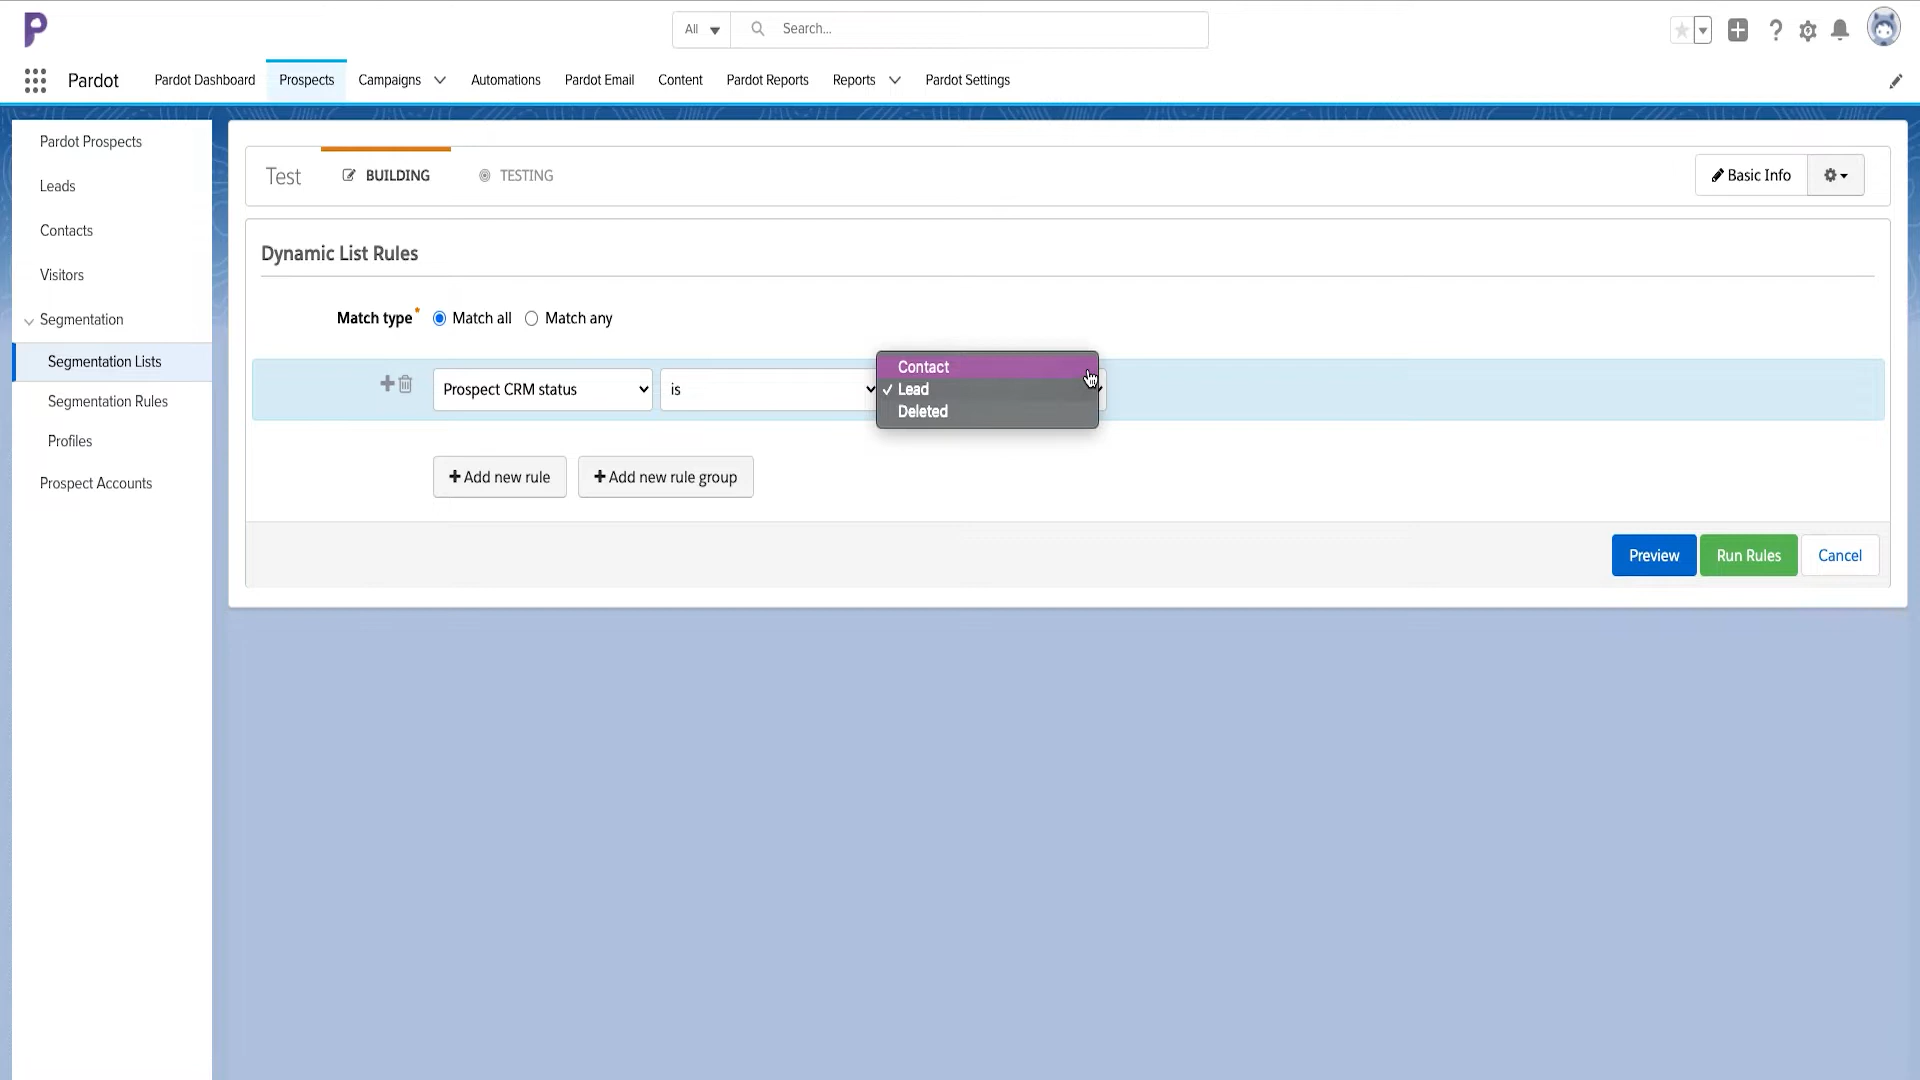 All
Search...
Pardot
Pardot Dashboard
Prospects
Campaigns
Automations
Pardot Email
Content
Pardot Reports
Reports
Pardot Settings
Pardot Prospects
Leads
Contacts
Visitors
Segmentation
Segmentation Lists
Segmentation Rules
Profiles
Prospect Accounts
Test
BUILDING
TESTING
Basic Info
Dynamic List Rules
Match type*
Match all
Match any
Prospect CRM status
is
Contact
✓ Lead
Deleted
+ Add new rule
+ Add new rule group
Preview
Run Rules
Cancel